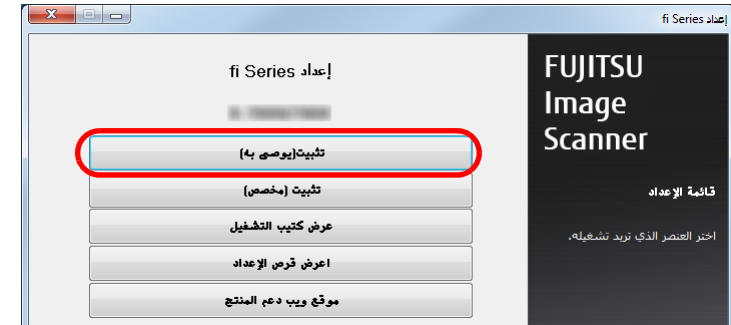 إعداد fi Series
إعداد fi Series
تثبيت(يوصى به)
تثبيت (مخصص)
عرض كتيب التشغيل
اعرض قرص الإعداد
موقع ويب دعم المنتج
FUJITSU
Image
Scanner
قائمة الإعداد
اختر العنصر الذي تريد تشغيله.